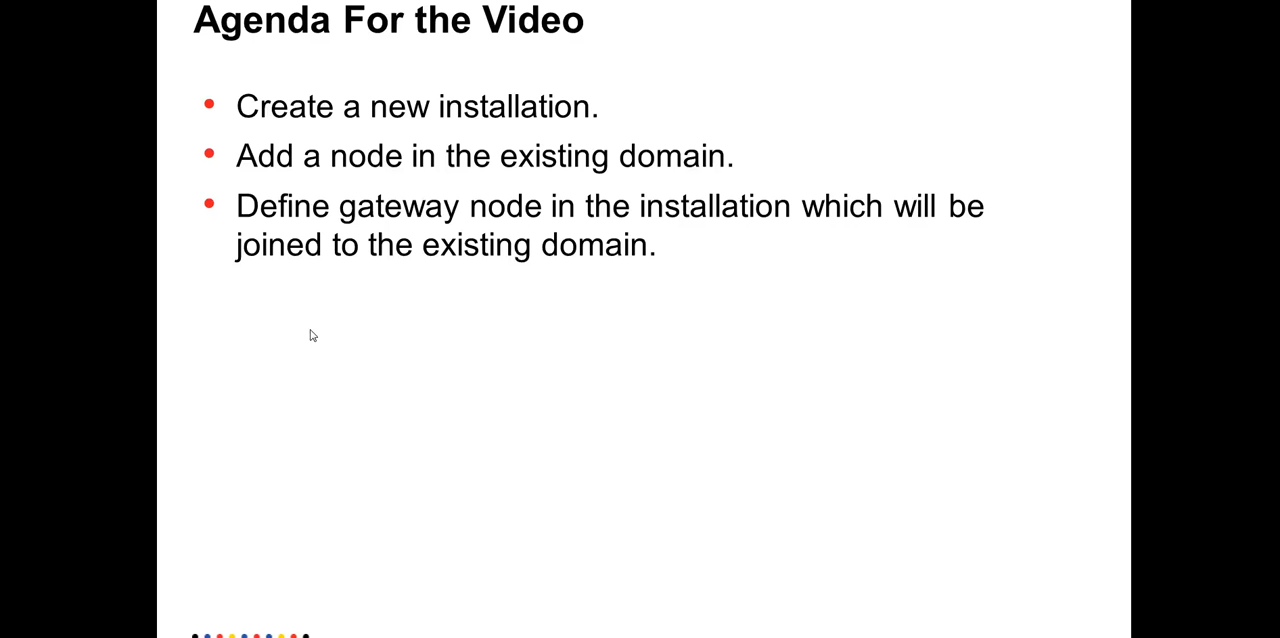 Agenda For the Video
• Create a new installation.
• Add a node in the existing domain.
• Define gateway node in the installation which will be
joined to the existing domain.